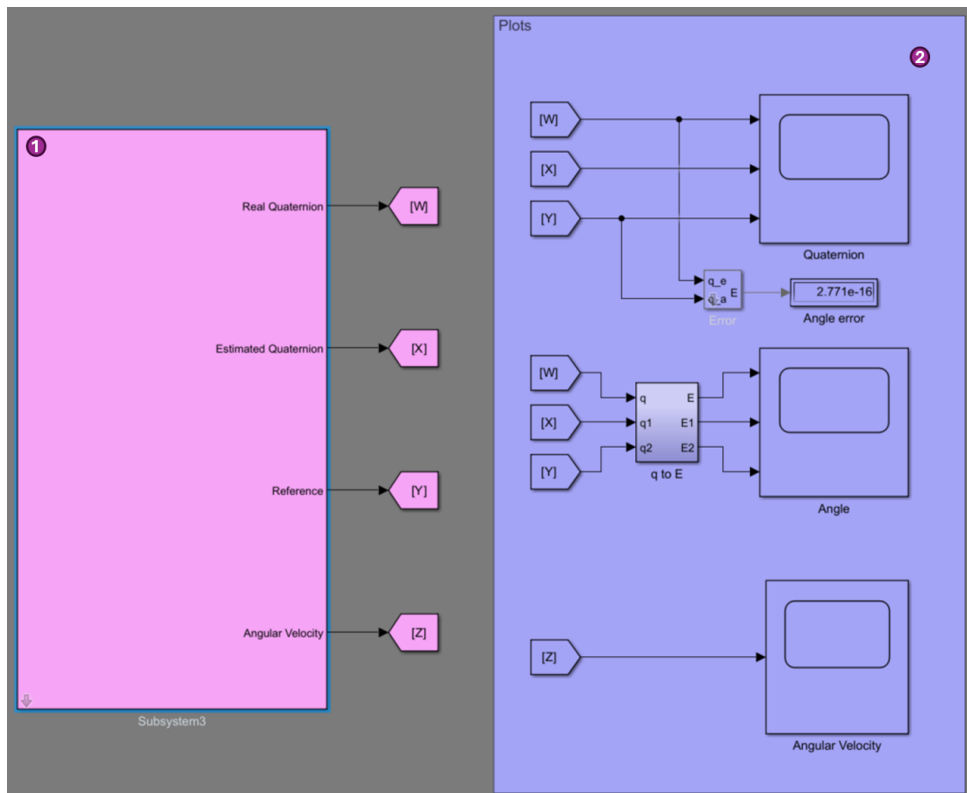 1
Real Quaternion
[W]
Estimated Quaternion
[X]
Reference
[Y]
Angular Velocity
[Z]
Subsystem3
Plots
2
[W]
[X]
[Y]
Quaternion
q_e
q_a
E
Error
2.771e-16
Angle error
[W]
[X]
[Y]
q
E
q1
E1
q2
E2
q to E
Angle
[Z]
Angular Velocity